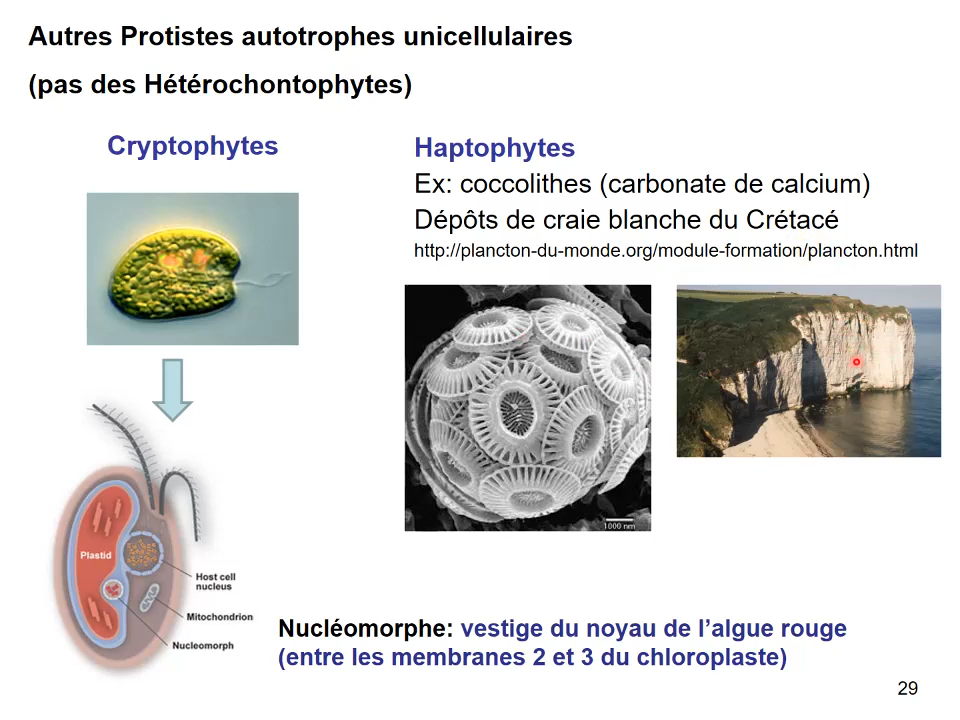 Autres Protistes autotrophes unicellulaires
(pas des Hétérochontophytes)
Cryptophytes
Haptophytes
Ex: coccolithes (carbonate de calcium)
Dépôts de craie blanche du Crétacé
http://plancton-du-monde.org/module-formation/plancton.html
1000 nm
Plastid
Host cell
nucleus
Mitochondrion
Nucleomorph
Nucléomorphe: vestige du noyau de l’algue rouge
(entre les membranes 2 et 3 du chloroplaste)
29